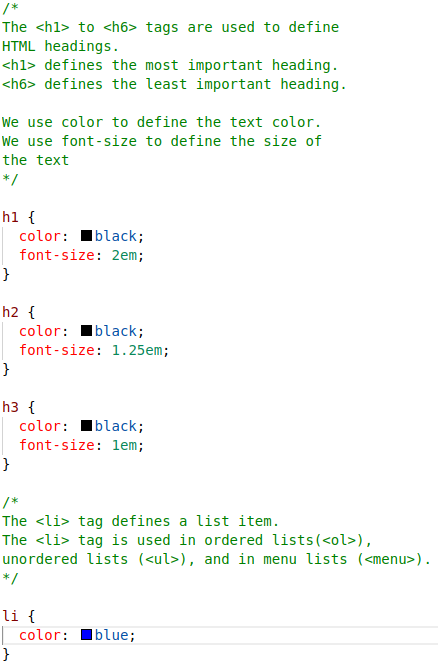 /*
The <h1> to <h6> tags are used to define
HTML headings.
<h1> defines the most important heading.
<h6> defines the least important heading.

We use color to define the text color.
We use font-size to define the size of
the text
*/

h1 {
  color: black;
  font-size: 2em;
}

h2 {
  color: black;
  font-size: 1.25em;
}

h3 {
  color: black;
  font-size: 1em;
}

/*
The <li> tag defines a list item.
The <li> tag is used in ordered lists(<ol>),
unordered lists (<ul>), and in menu lists (<menu>).
*/

li {
  color: blue;
}